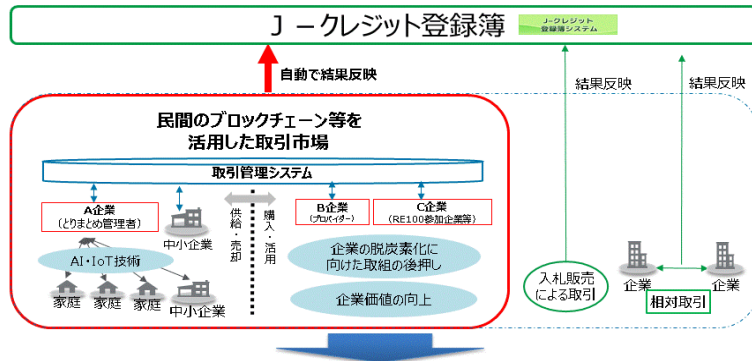 J－クレジット登録簿
J-クレジット
登録簿システム
自動で結果反映
結果反映
結果反映
民間のブロックチェーン等を
活用した取引市場
取引管理システム
A企業
（とりまとめ管理者）
中小企業
供給・売却
購入・活用
B企業
（プロバイダー）
C企業
（RE100参加企業等）
AI・IoT技術
家庭
家庭
家庭
中小企業
企業の脱炭素化に
向けた取組の後押し
企業価値の向上
入札販売
による取引
企業
企業
相対取引